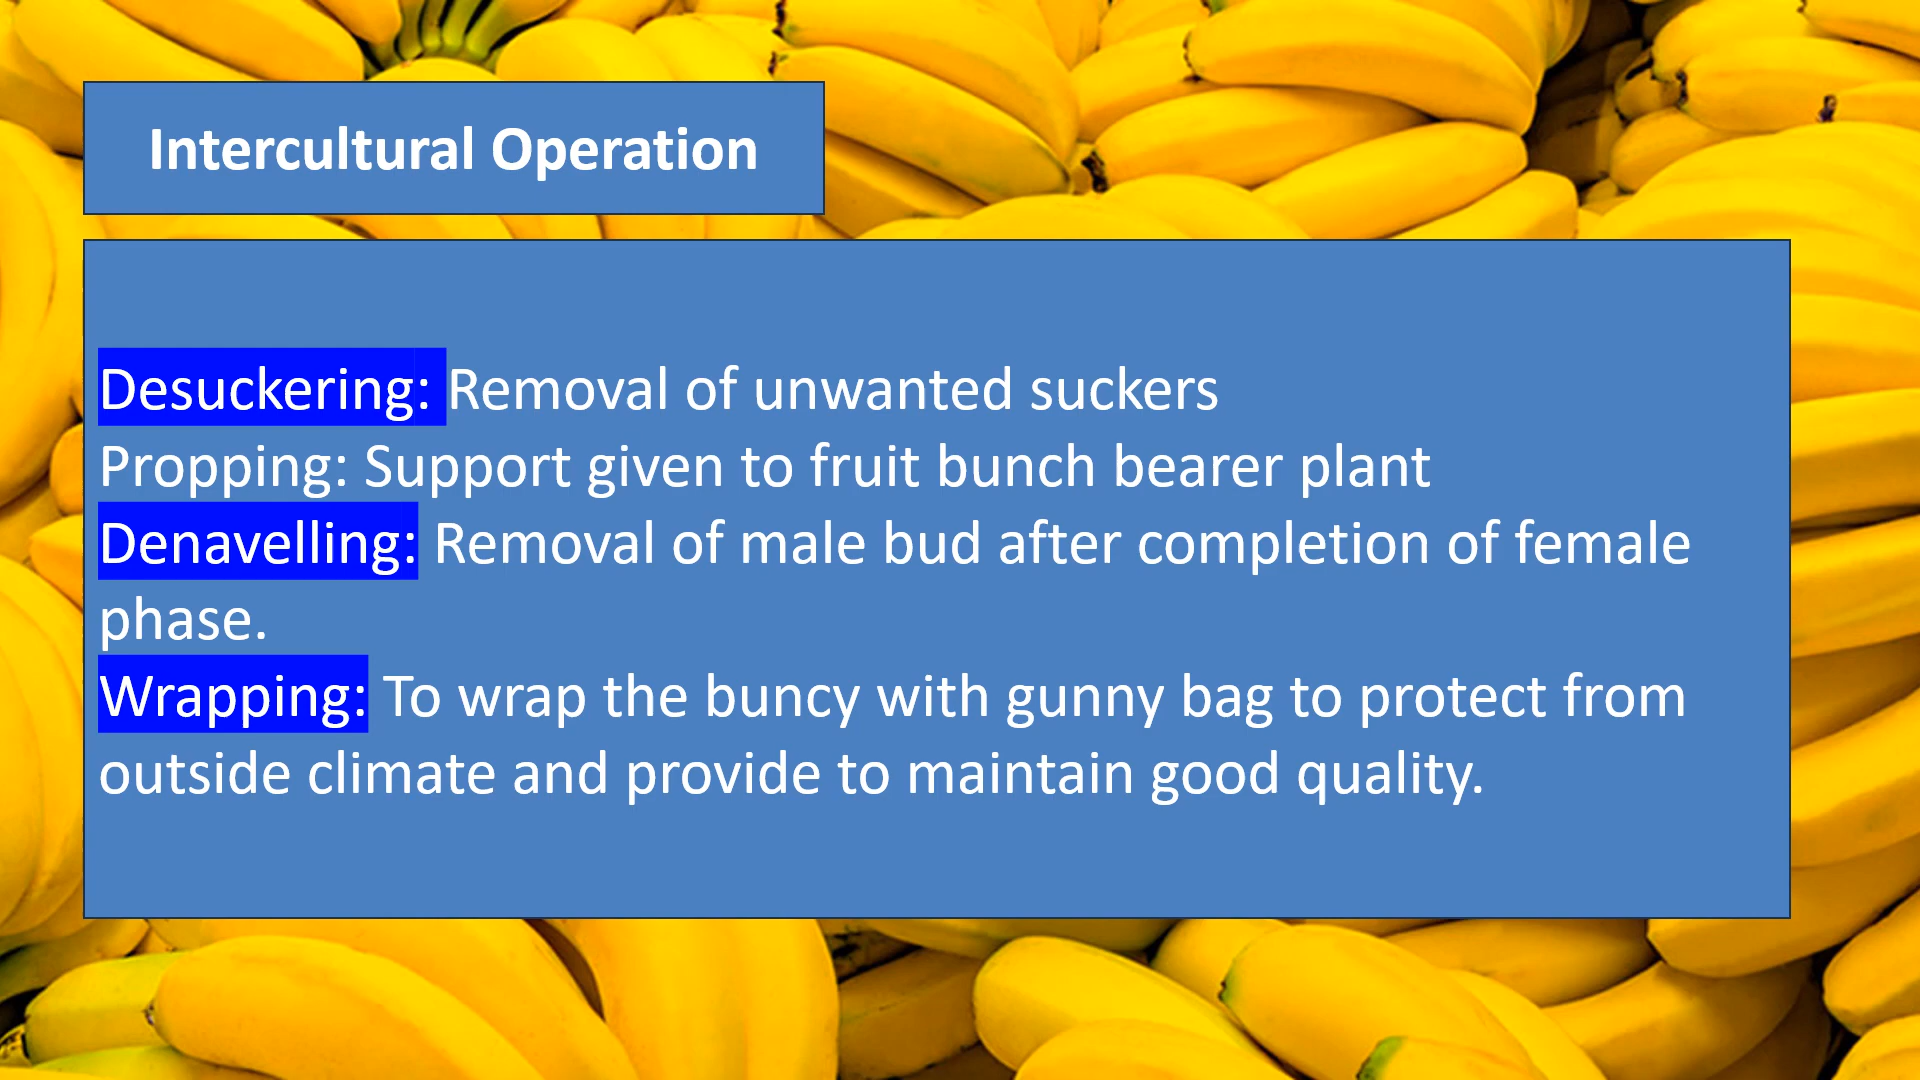 Intercultural Operation
Desuckering: Removal of unwanted suckers
Propping: Support given to fruit bunch bearer plant
Denavelling: Removal of male bud after completion of female
phase.
Wrapping: To wrap the buncy with gunny bag to protect from
outside climate and provide to maintain good quality.